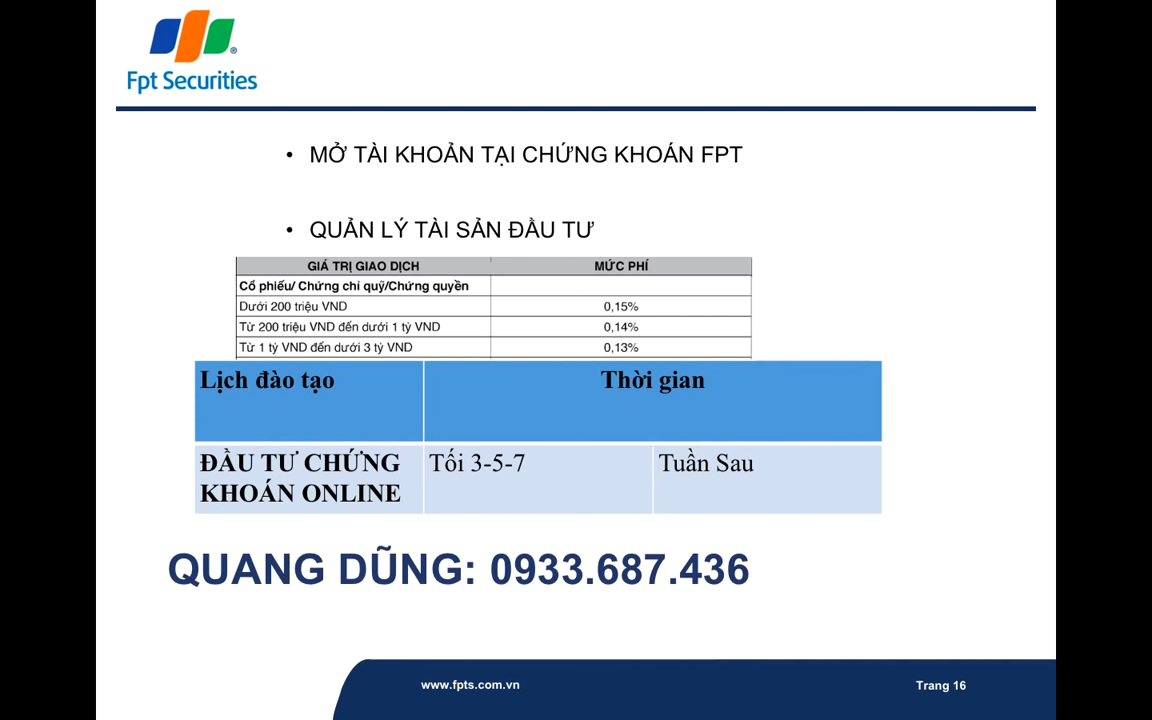 Fpt Securities
• MỞ TÀI KHOẢN TẠI CHỨNG KHOÁN FPT
• QUẢN LÝ TÀI SẢN ĐẦU TƯ
GIÁ TRỊ GIAO DỊCH MỨC PHÍ
Cổ phiếu/ Chứng chỉ quỹ/Chứng quyền
Dưới 200 triệu VND 0,15%
Từ 200 triệu VND đến dưới 1 tỷ VND 0,14%
Từ 1 tỷ VND đến dưới 3 tỷ VND 0,13%
Lịch đào tạo Thời gian
ĐẦU TƯ CHỨNG Tối 3-5-7 Tuần Sau
KHOÁN ONLINE
QUANG DŨNG: 0933.687.436
www.fpts.com.vn Trang 16